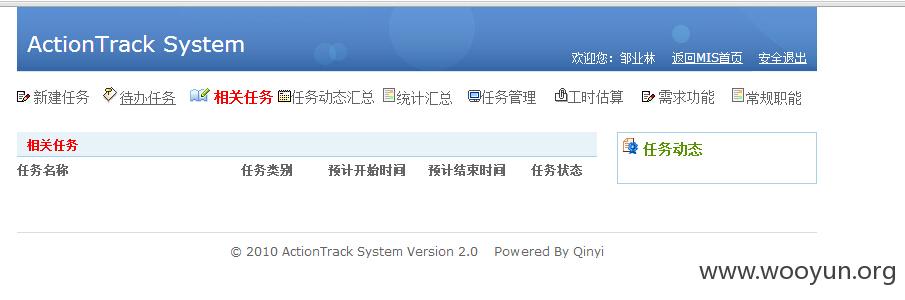 ActionTrack System
欢迎您：邹业林 返回MIS首页 安全退出
新建任务 待办任务 相关任务 任务动态汇总 统计汇总 任务管理 工时估算 需求功能 常规职能
相关任务
任务名称 任务类别 预计开始时间 预计结束时间 任务状态
任务动态
© 2010 ActionTrack System Version 2.0 Powered By Qinyi
www.wooyun.org